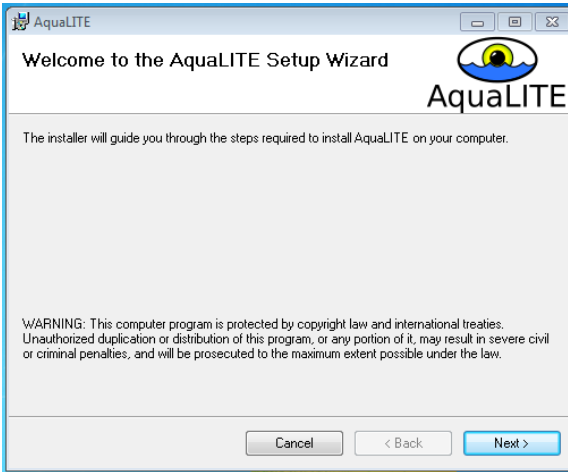 AquaLITE
Welcome to the AquaLITE Setup Wizard
AquaLITE
The installer will guide you through the steps required to install AquaLITE on your computer.
WARNING: This computer program is protected by copyright law and international treaties.
Unauthorized duplication or distribution of this program, or any portion of it, may result in severe civil
or criminal penalties, and will be prosecuted to the maximum extent possible under the law.
Cancel
< Back
Next >